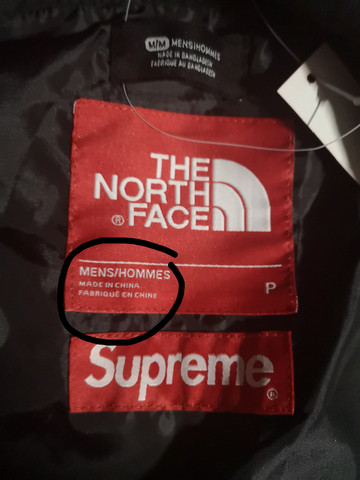 M/M MENS/HOMMES
MADE IN BANGLADESH
FABRIQUÉ AU BANGLADESH
THE
NORTH
® FACE
MENS/HOMMES
MADE IN CHINA
FABRIQUÉ EN CHINE
P
Supreme®